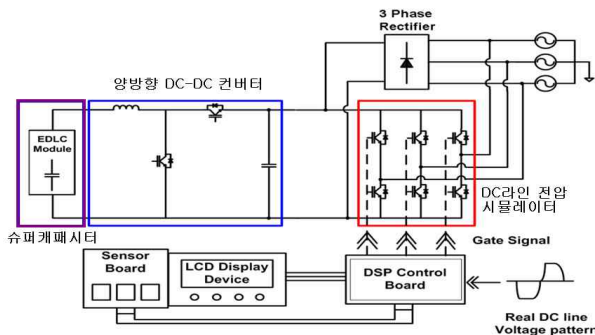 3 Phase
Rectifier
양방향 DC-DC 컨버터
EDLC
Module
DC라인 전압
시뮬레이터
슈퍼캐패시터
Gate Signal
Sensor
Board
LCD Display
Device
DSP Control
Board
Real DC line
Voltage pattern